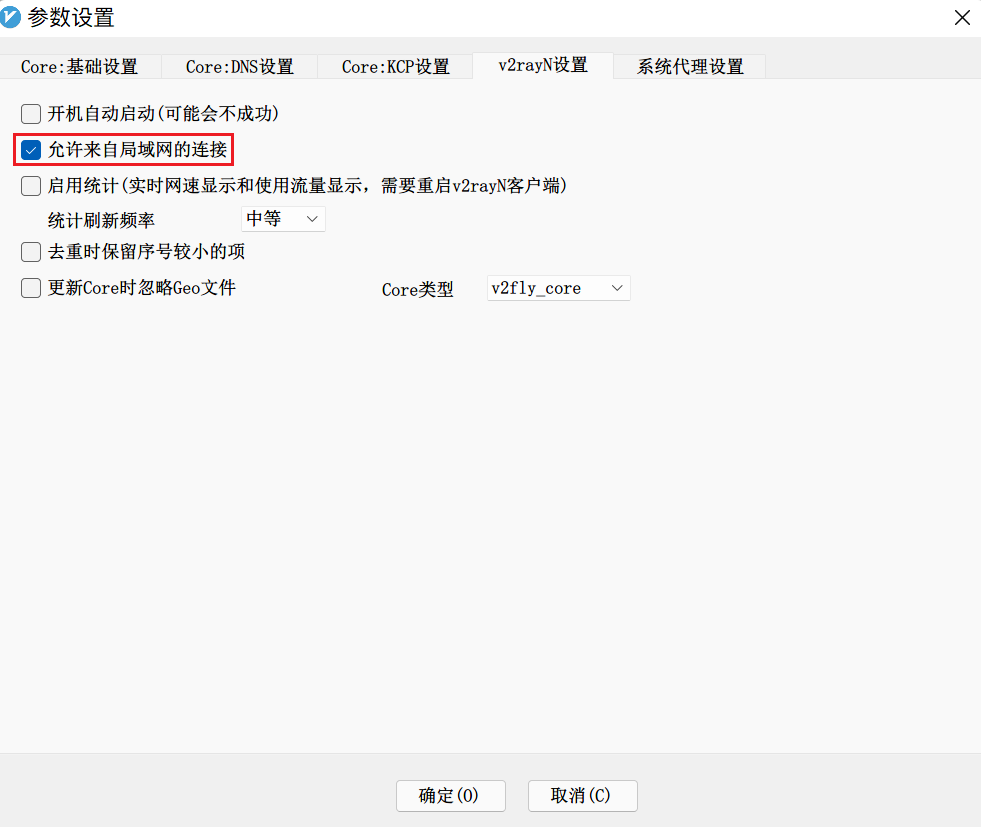 参数设置
Core:基础设置 Core:DNS设置 Core:KCP设置 v2rayN设置 系统代理设置
开机自动启动(可能会不成功)
允许来自局域网的连接
启用统计(实时网速显示和使用流量显示，需要重启v2rayN客户端)
统计刷新频率 中等
去重时保留序号较小的项
更新Core时忽略Geo文件 Core类型 v2fly_core
确定(O) 取消(C)